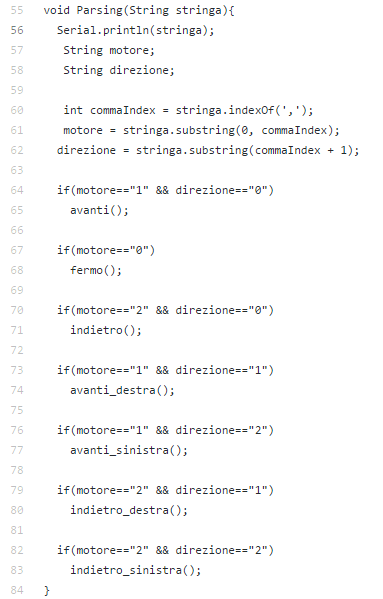 55 void Parsing(String stringa){
56 Serial.println(stringa);
57 String motore;
58 String direzione;
59
60 int commaIndex = stringa.indexOf(',');
61 motore = stringa.substring(0, commaIndex);
62 direzione = stringa.substring(commaIndex + 1);
63
64 if(motore=="1" && direzione=="0")
65 avanti();
66
67 if(motore=="0")
68 fermo();
69
70 if(motore=="2" && direzione=="0")
71 indietro();
72
73 if(motore=="1" && direzione=="1")
74 avanti_destra();
75
76 if(motore=="1" && direzione=="2")
77 avanti_sinistra();
78
79 if(motore=="2" && direzione=="1")
80 indietro_destra();
81
82 if(motore=="2" && direzione=="2")
83 indietro_sinistra();
84 }